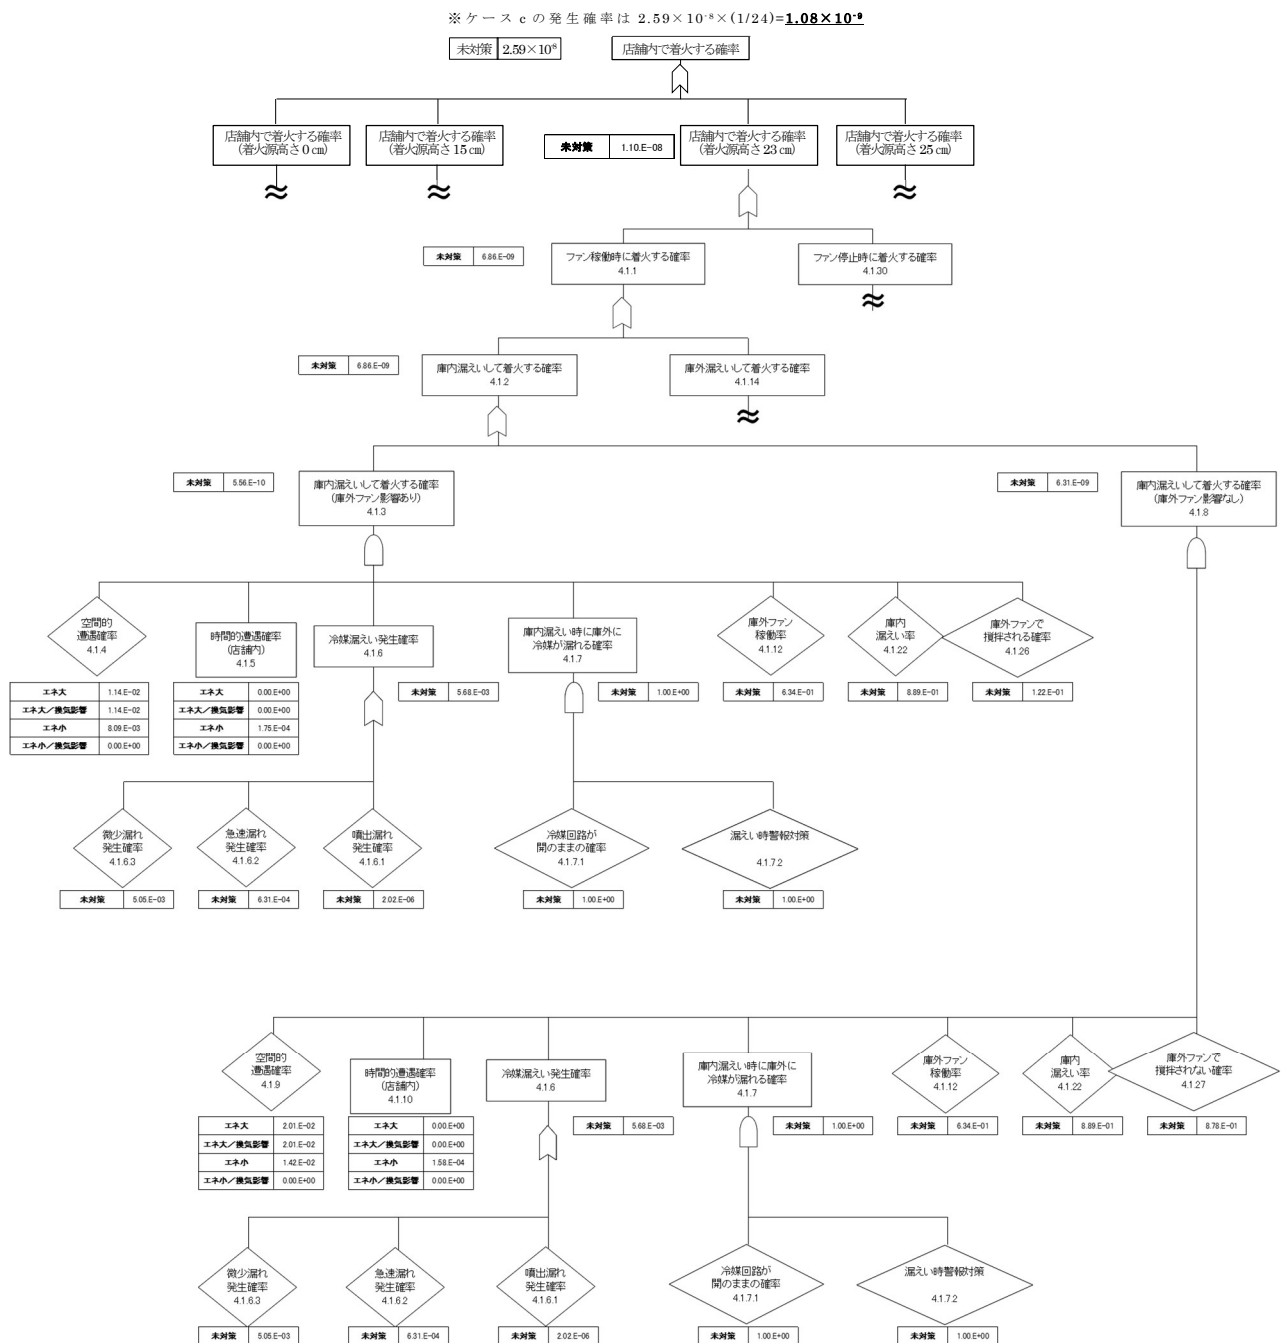 ※ケースcの発生確率は 2.59×10⁻⁸×(1/24)=1.08×10⁻⁹
未対策 2.59×10⁸
店舗内で着火する確率
店舗内で着火する確率
(着火源高さ0㎝)
店舗内で着火する確率
(着火源高さ15㎝)
未対策 1.10.E-08
店舗内で着火する確率
(着火源高さ23㎝)
店舗内で着火する確率
(着火源高さ25㎝)
未対策 6.86.E-09
ファン稼働時に着火する確率
4.1.1
ファン停止時に着火する確率
4.1.30
未対策 6.86.E-09
庫内漏えいして着火する確率
4.1.2
庫外漏えいして着火する確率
4.1.14
未対策 5.56.E-10
庫内漏えいして着火する確率
(庫外ファン影響あり)
4.1.3
未対策 6.31.E-09
庫内漏えいして着火する確率
(庫外ファン影響なし)
4.1.8
空間的
遭遇確率
4.1.4
時間的遭遇確率
(店舗内)
4.1.5
冷媒漏えい発生確率
4.1.6
庫内漏えい時に庫外に
冷媒が漏れる確率
4.1.7
庫外ファン
稼働率
4.1.12
庫内
漏えい率
4.1.22
庫外ファンで
撹拌される確率
4.1.26
エネ大 1.14.E-02
エネ大／換気影響 1.14.E-02
エネ小 8.09.E-03
エネ小／換気影響 0.00.E+00
エネ大 0.00.E+00
エネ大／換気影響 0.00.E+00
エネ小 1.75.E-04
エネ小／換気影響 0.00.E+00
未対策 5.68.E-03
未対策 1.00.E+00
未対策 6.34.E-01
未対策 8.89.E-01
未対策 1.22.E-01
微少漏れ
発生確率
4.1.6.3
急速漏れ
発生確率
4.1.6.2
噴出漏れ
発生確率
4.1.6.1
冷媒回路が
開のままの確率
4.1.7.1
漏えい時警報対策
4.1.7.2
未対策 5.05.E-03
未対策 6.31.E-04
未対策 2.02.E-06
未対策 1.00.E+00
未対策 1.00.E+00
空間的
遭遇確率
4.1.9
時間的遭遇確率
(店舗内)
4.1.10
冷媒漏えい発生確率
4.1.6
庫内漏えい時に庫外に
冷媒が漏れる確率
4.1.7
庫外ファン
稼働率
4.1.12
庫内
漏えい率
4.1.22
庫外ファンで
撹拌されない確率
4.1.27
エネ大 2.01.E-02
エネ大／換気影響 2.01.E-02
エネ小 1.42.E-02
エネ小／換気影響 0.00.E+00
エネ大 0.00.E+00
エネ大／換気影響 0.00.E+00
エネ小 1.58.E-04
エネ小／換気影響 0.00.E+00
未対策 5.68.E-03
未対策 1.00.E+00
未対策 6.34.E-01
未対策 8.89.E-01
未対策 8.78.E-01
微少漏れ
発生確率
4.1.6.3
急速漏れ
発生確率
4.1.6.2
噴出漏れ
発生確率
4.1.6.1
冷媒回路が
開のままの確率
4.1.7.1
漏えい時警報対策
4.1.7.2
未対策 5.05.E-03
未対策 6.31.E-04
未対策 2.02.E-06
未対策 1.00.E+00
未対策 1.00.E+00